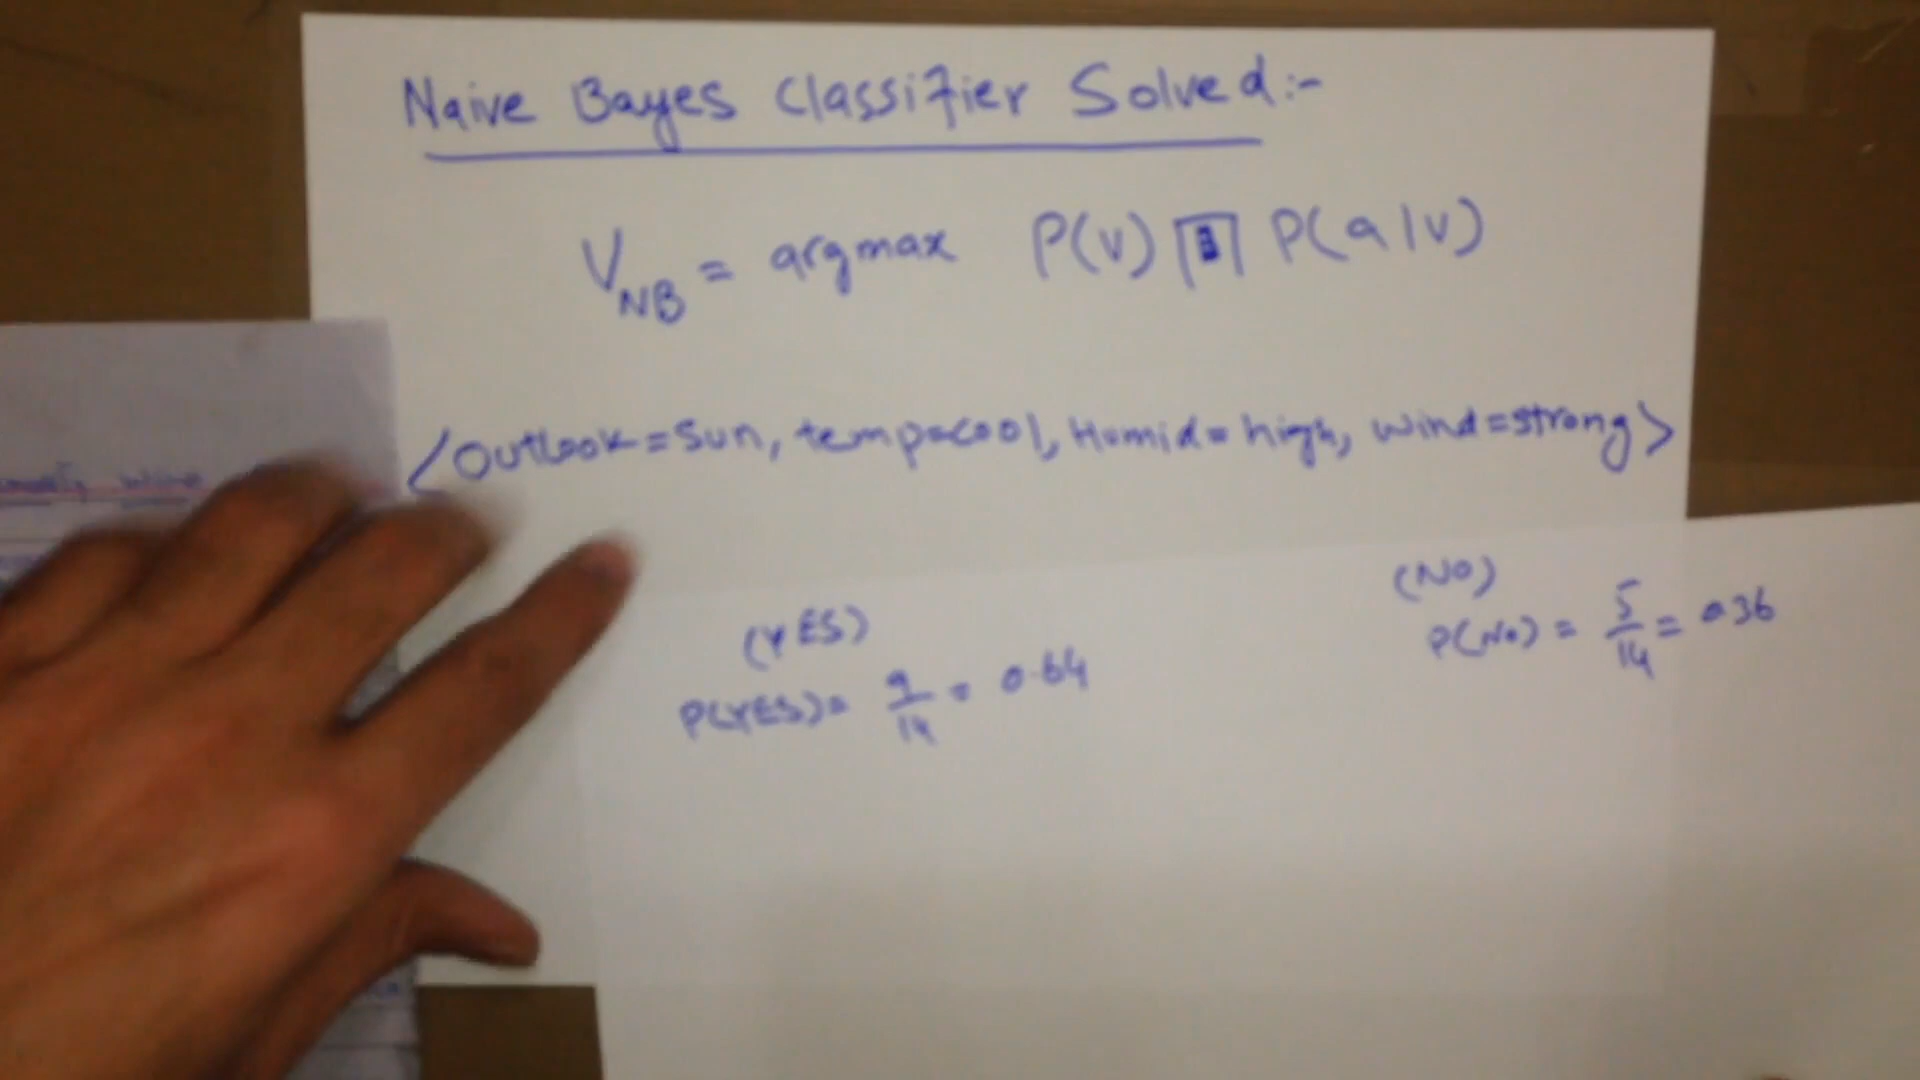 Naive Bayes Classifier Solved:-
V_NB = argmax P(V) ∏ P(a|V)
<Outlook=Sun, temp=cool, Humid=high, Wind=strong>
(YES)
P(YES)= 9/14 = 0.64
(NO)
P(No) = 5/14 = 0.36